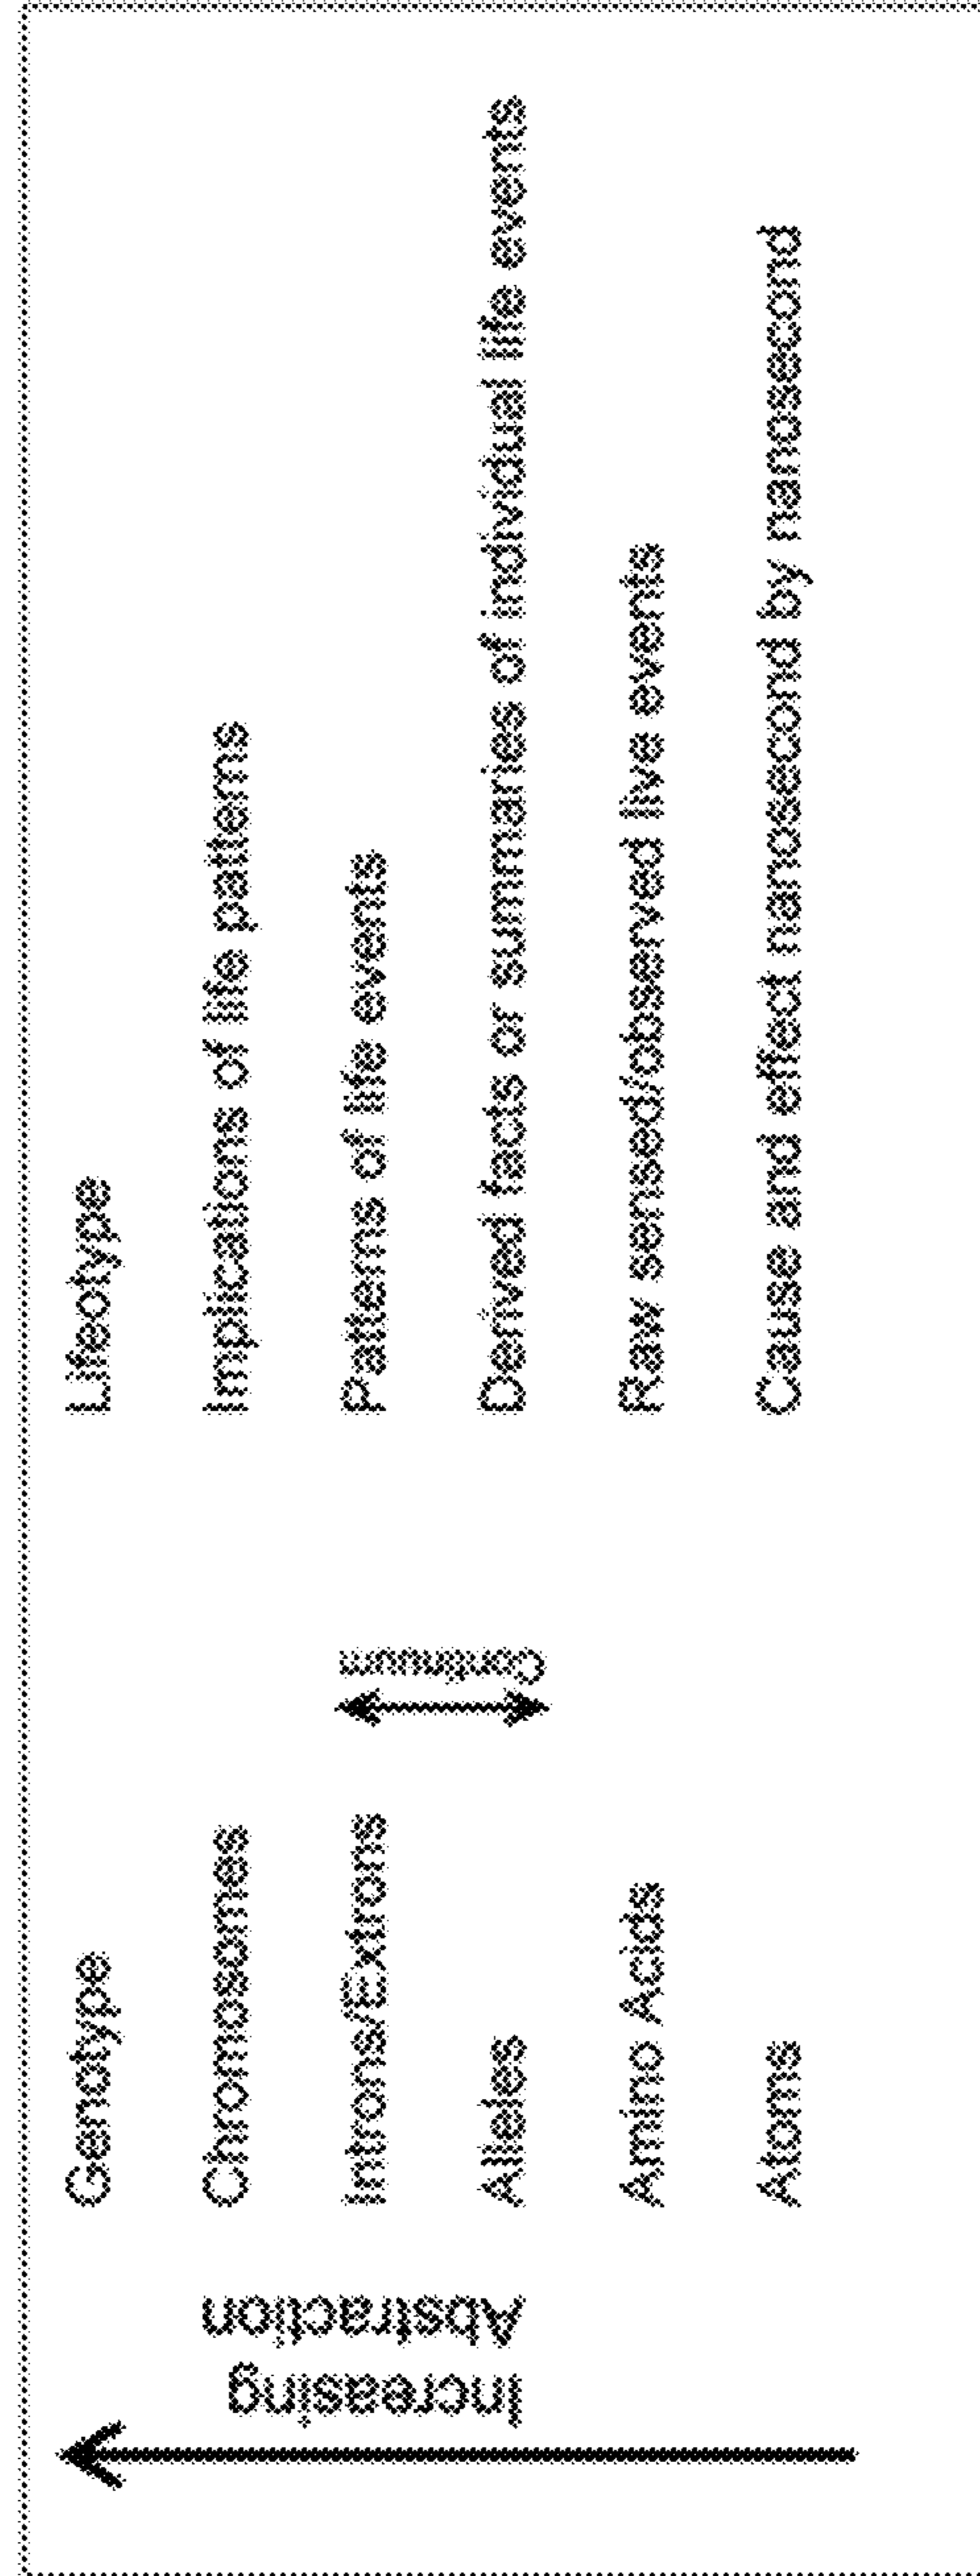 Increasing
Abstraction
Genotype
Lifeotype
Chromosomes
Implications of life patterns
Introns/Extrons
Patterns of life events
Continuum
Alleles
Derived facts or summaries of individual life events
Amino Acids
Raw sensed/observed live events
Atoms
Cause and effect nanosecond by nanosecond